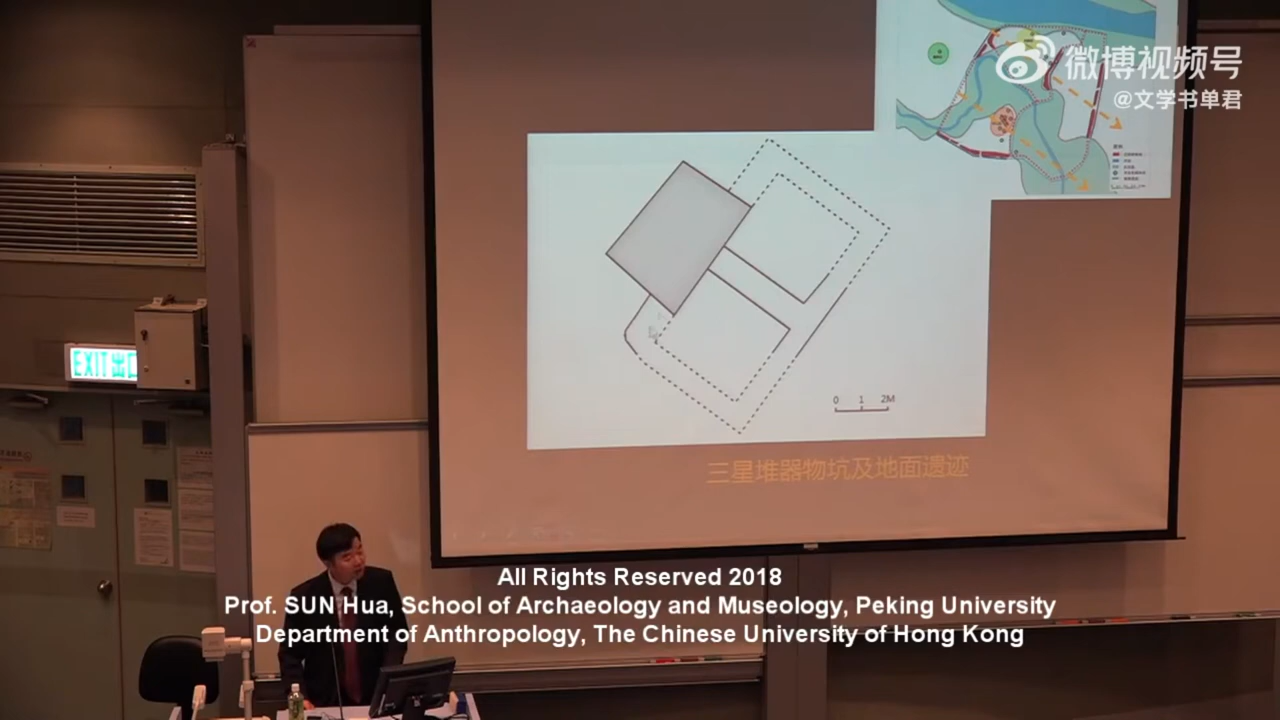 微博视频号
@文学书单君
0 1 2M
三星堆器物坑及地面遗迹
EXIT 出口
All Rights Reserved 2018
Prof. SUN Hua, School of Archaeology and Museology, Peking University
Department of Anthropology, The Chinese University of Hong Kong